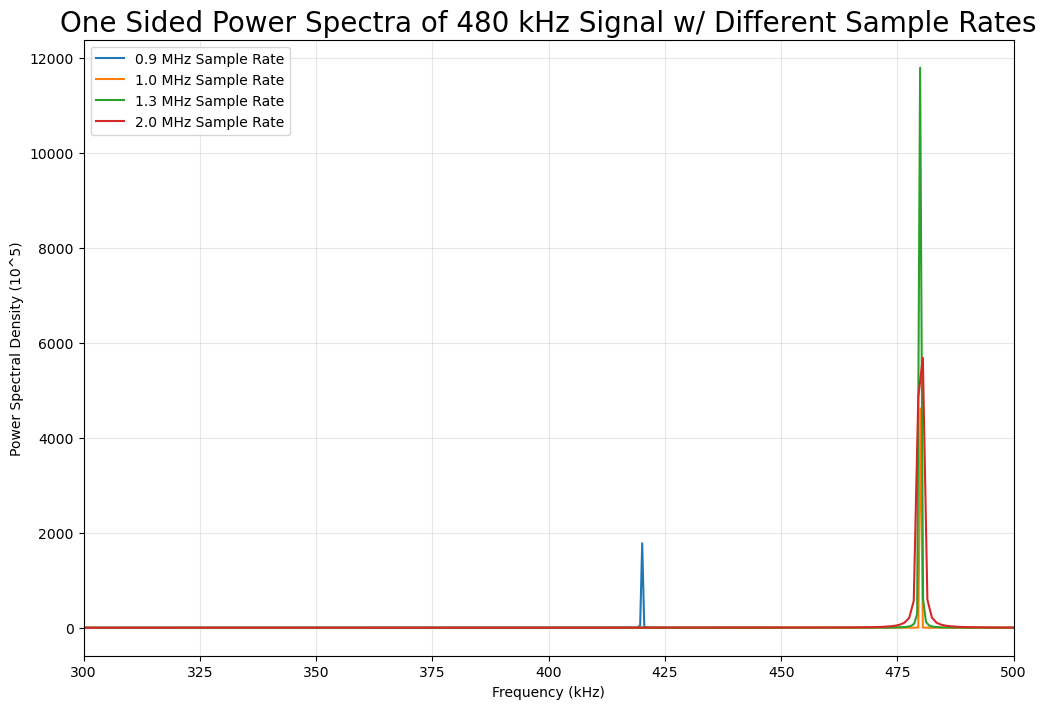 One Sided Power Spectra of 480 kHz Signal w/ Different Sample Rates
0.9 MHz Sample Rate
1.0 MHz Sample Rate
1.3 MHz Sample Rate
2.0 MHz Sample Rate
Power Spectral Density (10^5)
12000
10000
8000
6000
4000
2000
0
300 325 350 375 400 425 450 475 500
Frequency (kHz)